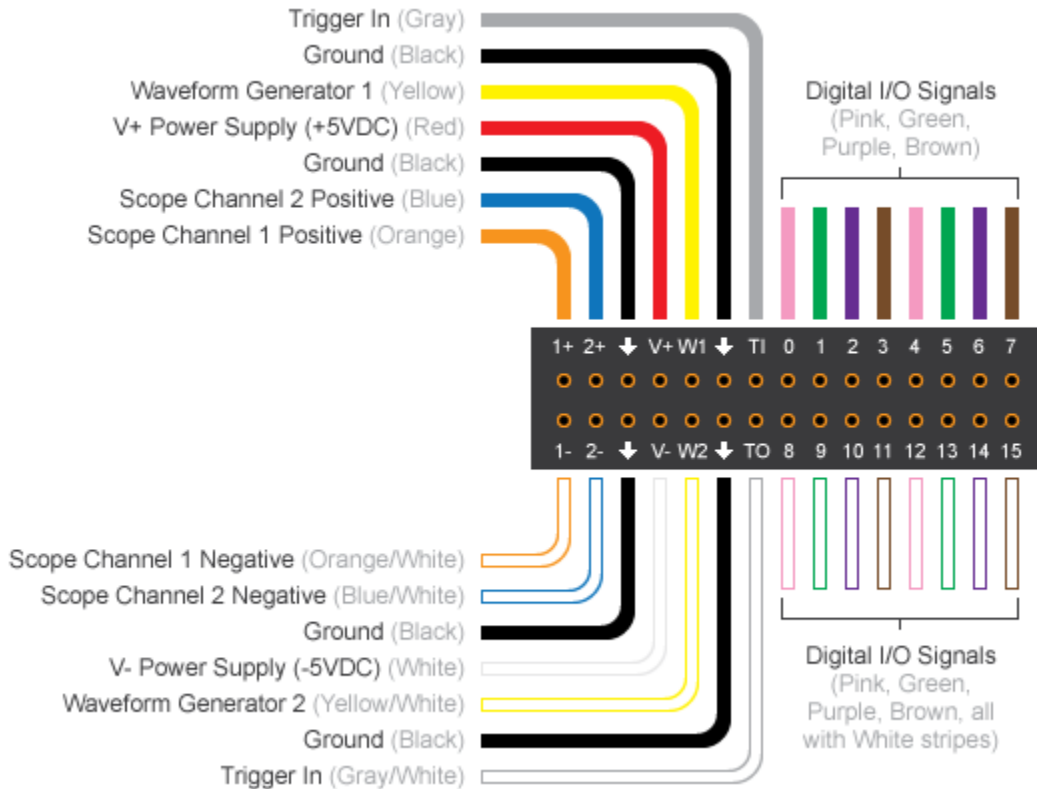 Trigger In (Gray)
Ground (Black)
Waveform Generator 1 (Yellow)
V+ Power Supply (+5VDC) (Red)
Ground (Black)
Scope Channel 2 Positive (Blue)
Scope Channel 1 Positive (Orange)
Digital I/O Signals
(Pink, Green,
Purple, Brown)
1+ 2+ ↓ V+ W1 ↓ TI 0 1 2 3 4 5 6 7
1- 2- ↓ V- W2 ↓ TO 8 9 10 11 12 13 14 15
Scope Channel 1 Negative (Orange/White)
Scope Channel 2 Negative (Blue/White)
Ground (Black)
V- Power Supply (-5VDC) (White)
Waveform Generator 2 (Yellow/White)
Ground (Black)
Trigger In (Gray/White)
Digital I/O Signals
(Pink, Green,
Purple, Brown, all
with White stripes)